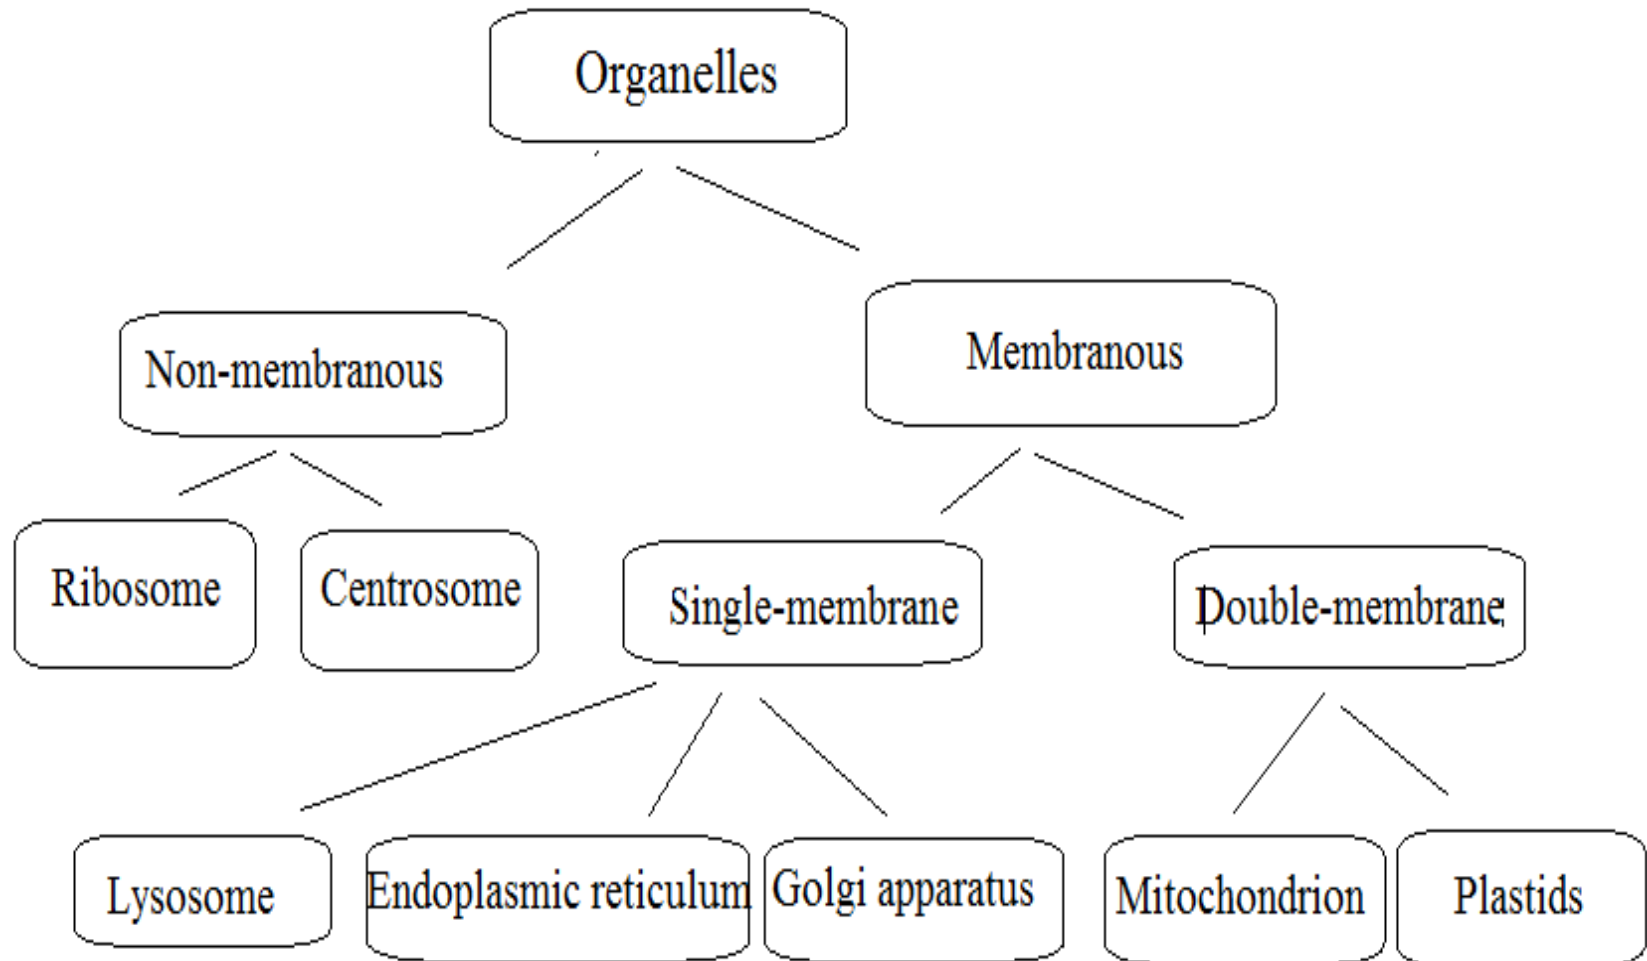 Organelles
Non-membranous
Membranous
Ribosome
Centrosome
Single-membrane
Double-membrane
Lysosome
Endoplasmic reticulum
Golgi apparatus
Mitochondrion
Plastids